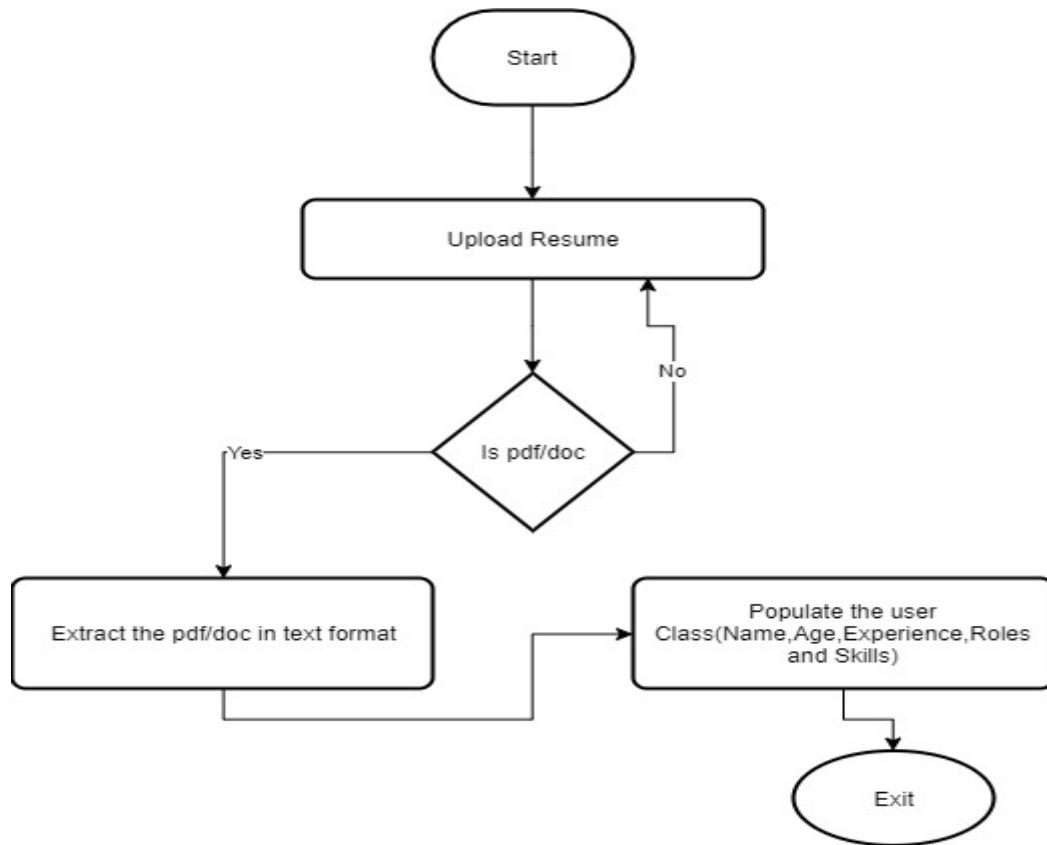 Start
Upload Resume
No
Is pdf/doc
Yes
Extract the pdf/doc in text format
Populate the user
Class(Name,Age,Experience,Roles
and Skills)
Exit